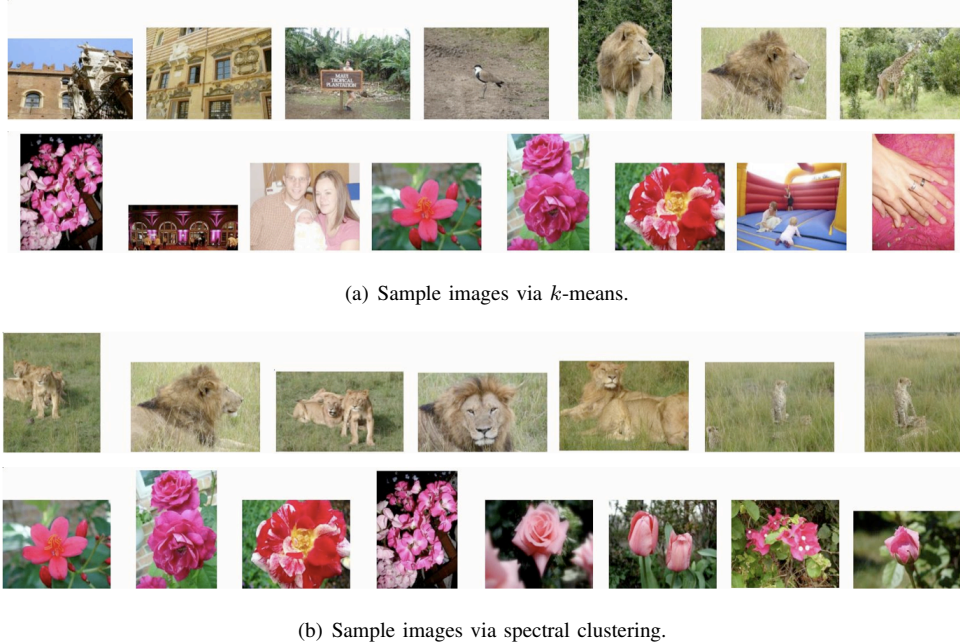 MAUI
TROPICAL
PLANTATION
(a) Sample images via k-means.
(b) Sample images via spectral clustering.